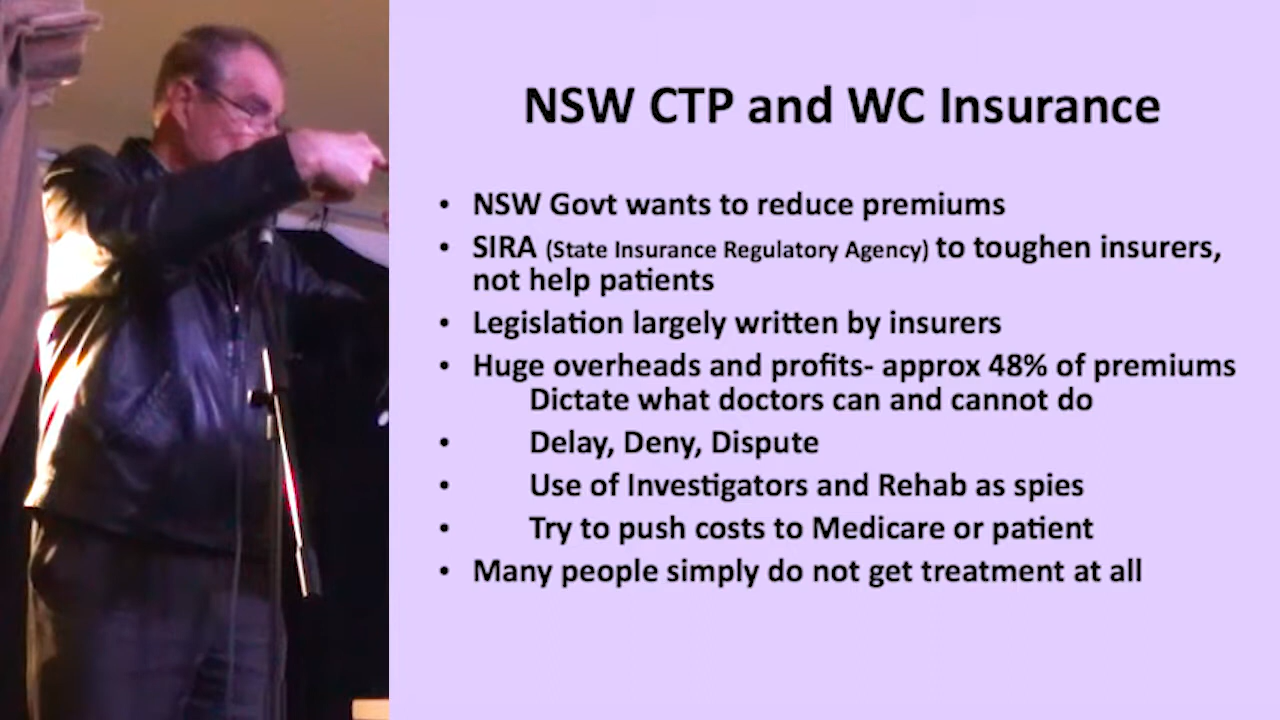 NSW CTP and WC Insurance
• NSW Govt wants to reduce premiums
• SIRA (State Insurance Regulatory Agency) to toughen insurers,
not help patients
• Legislation largely written by insurers
• Huge overheads and profits- approx 48% of premiums
Dictate what doctors can and cannot do
• Delay, Deny, Dispute
• Use of Investigators and Rehab as spies
• Try to push costs to Medicare or patient
• Many people simply do not get treatment at all